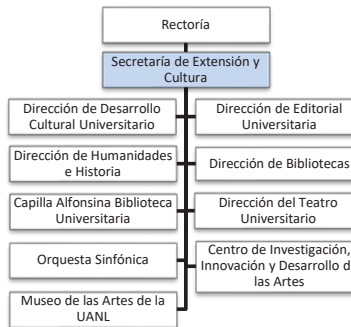 Rectoría
Secretaría de Extensión y
Cultura
Dirección de Desarrollo
Cultural Universitario
Dirección de Editorial
Universitaria
Dirección de Humanidades
e Historia
Dirección de Bibliotecas
Capilla Alfonsina Biblioteca
Universitaria
Dirección del Teatro
Universitario
Orquesta Sinfónica
Centro de Investigación,
Innovación y Desarrollo d
las Artes
Museo de las Artes de la
UANL